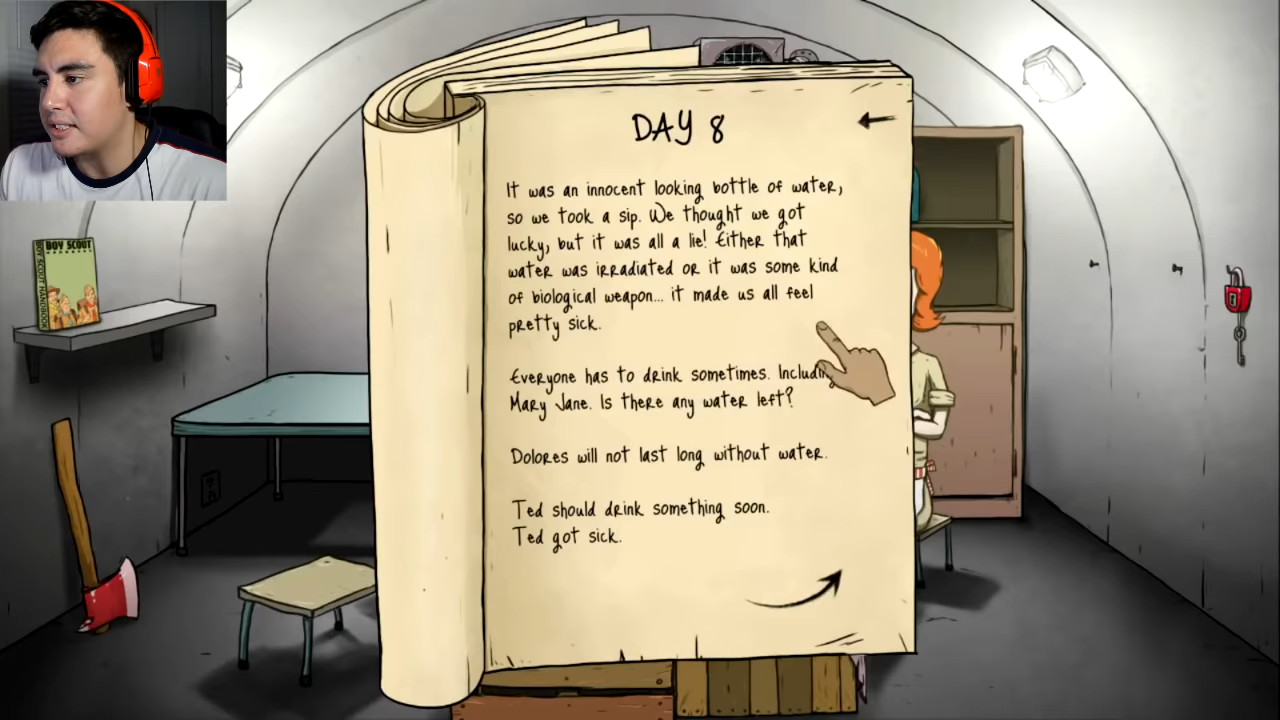 DAY 8
It was an innocent looking bottle of water,
so we took a sip. We thought we got
lucky, but it was all a lie! Either that
water was irradiated or it was some kind
of biological weapon... it made us all feel
pretty sick.
Everyone has to drink sometimes.
Mary Jane. Is there any water left?
Dolores will not last long without water.
Ted should drink something soon.
Ted got sick.
BOY SCOUT
BOY SCOUT HANDBOOK